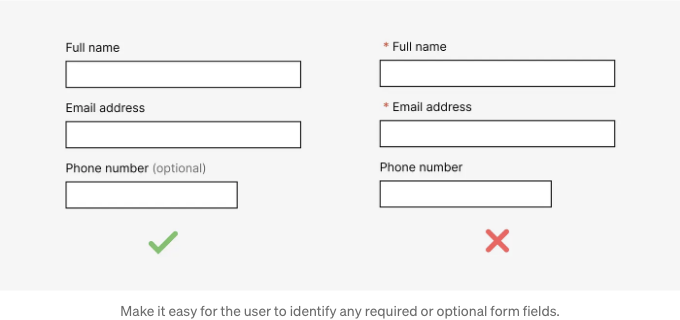 Full name
Email address
Phone number (optional)
* Full name
* Email address
Phone number
Make it easy for the user to identify any required or optional form fields.